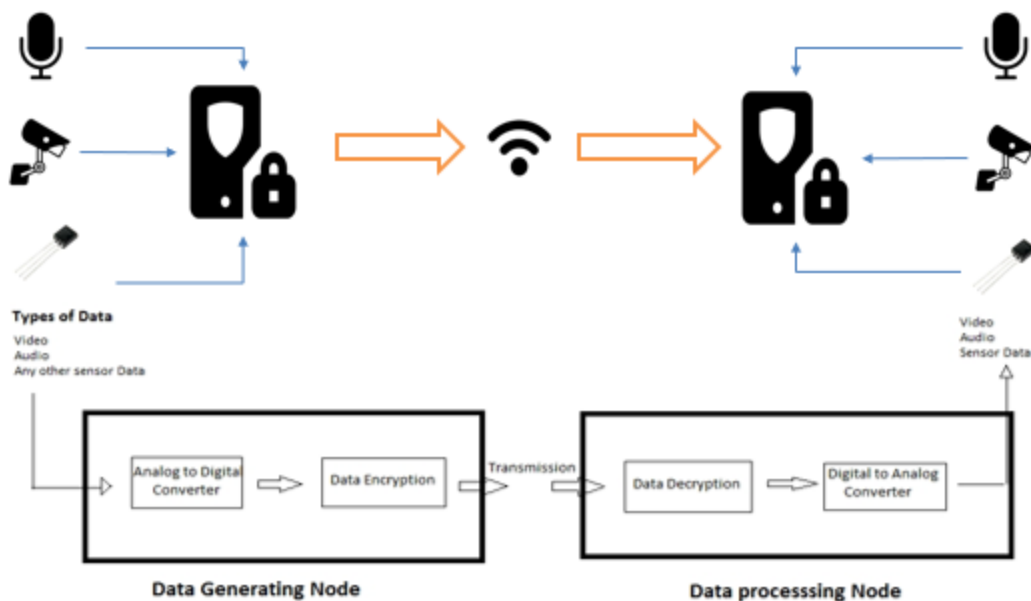 Types of Data
Video
Audio
Any other sensor Data
Video
Audio
Sensor Data
Analog to Digital
Converter
Data Encryption
Transmission
Data Decryption
Digital to Analog
Converter
Data Generating Node
Data processsing Node